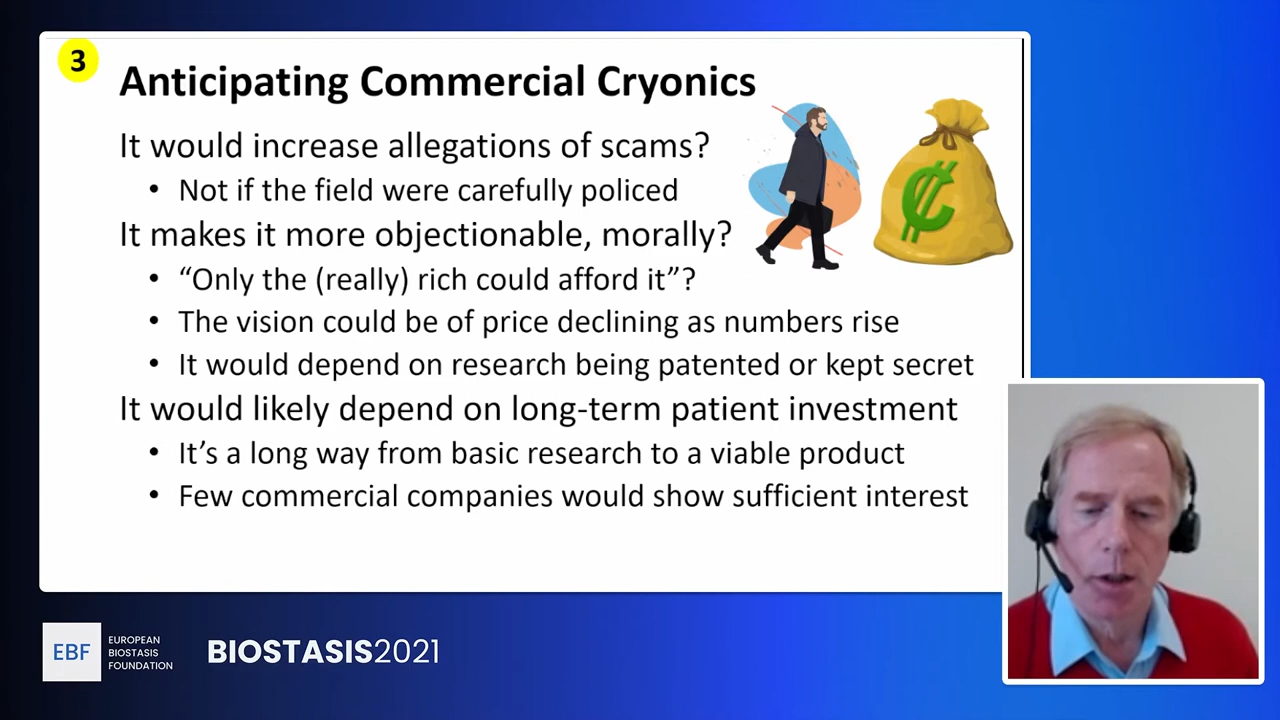 3
Anticipating Commercial Cryonics
It would increase allegations of scams?
• Not if the field were carefully policed
It makes it more objectionable, morally?
• “Only the (really) rich could afford it”?
• The vision could be of price declining as numbers rise
• It would depend on research being patented or kept secret
It would likely depend on long-term patient investment
• It’s a long way from basic research to a viable product
• Few commercial companies would show sufficient interest
EBF
EUROPEAN
BIOSTASIS
FOUNDATION
BIOSTASIS2021